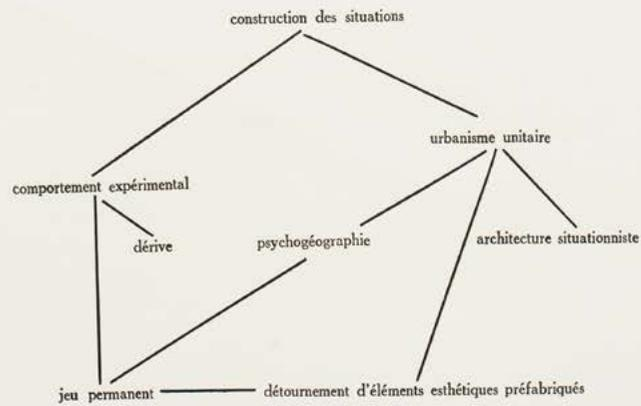 construction des situations
urbanisme unitaire
comportement expérimental
dérive
psychogéographie
architecture situationniste
jeu permanent
détournement d'éléments esthétiques préfabriqués